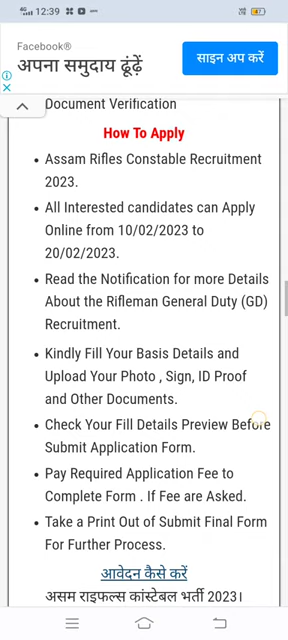 12:39
47
Facebook®
अपना समुदाय ढूंढ़ें
साइन अप करें
Document Verification
How To Apply
• Assam Rifles Constable Recruitment
2023.
• All Interested candidates can Apply
Online from 10/02/2023 to
20/02/2023.
• Read the Notification for more Details
About the Rifleman General Duty (GD)
Recruitment.
• Kindly Fill Your Basis Details and
Upload Your Photo , Sign, ID Proof
and Other Documents.
• Check Your Fill Details Preview Before
Submit Application Form.
• Pay Required Application Fee to
Complete Form . If Fee are Asked.
• Take a Print Out of Submit Final Form
For Further Process.
आवेदन कैसे करें
असम राइफल्स कांस्टेबल भर्ती 2023।